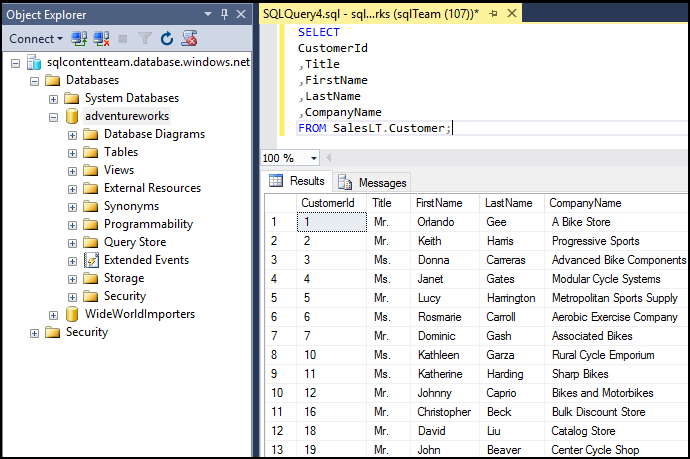 Object Explorer
Connect
sqlcontentteam.database.windows.net
Databases
System Databases
adventureworks
Database Diagrams
Tables
Views
External Resources
Synonyms
Programmability
Query Store
Extended Events
Storage
Security
WideWorldImporters
Security
SQLQuery4.sql - sql...rks (sqlTeam (107))*
SELECT
CustomerId
,Title
,FirstName
,LastName
,CompanyName
FROM SalesLT.Customer;
100 %
Results Messages
CustomerId Title FirstName LastName CompanyName
1 1 Mr. Orlando Gee A Bike Store
2 2 Mr. Keith Harris Progressive Sports
3 3 Ms. Donna Carreras Advanced Bike Components
4 4 Ms. Janet Gates Modular Cycle Systems
5 5 Mr. Lucy Harrington Metropolitan Sports Supply
6 6 Ms. Rosmarie Carroll Aerobic Exercise Company
7 7 Mr. Dominic Gash Associated Bikes
8 10 Ms. Kathleen Garza Rural Cycle Emporium
9 11 Ms. Katherine Harding Sharp Bikes
10 12 Mr. Johnny Caprio Bikes and Motorbikes
11 16 Mr. Christopher Beck Bulk Discount Store
12 18 Mr. David Liu Catalog Store
13 19 Mr. John Beaver Center Cycle Shop